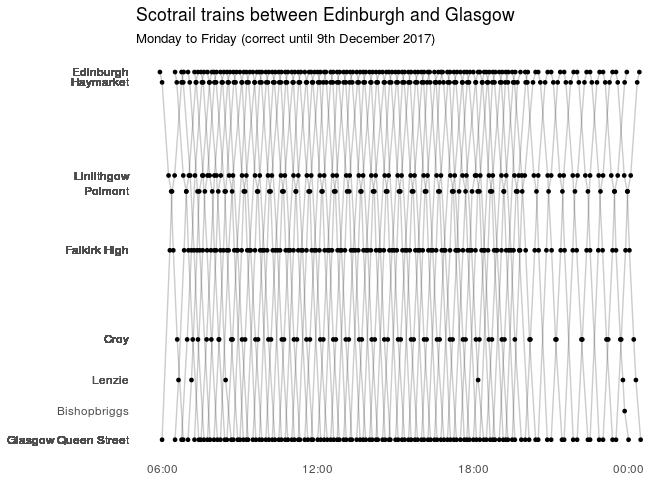 Scotrail trains between Edinburgh and Glasgow
Monday to Friday (correct until 9th December 2017)
Edinburgh
Haymarket
Linlithgow
Polmont
Falkirk High
Croy
Lenzie
Bishopbriggs
Glasgow Queen Street
06:00 12:00 18:00 00:00